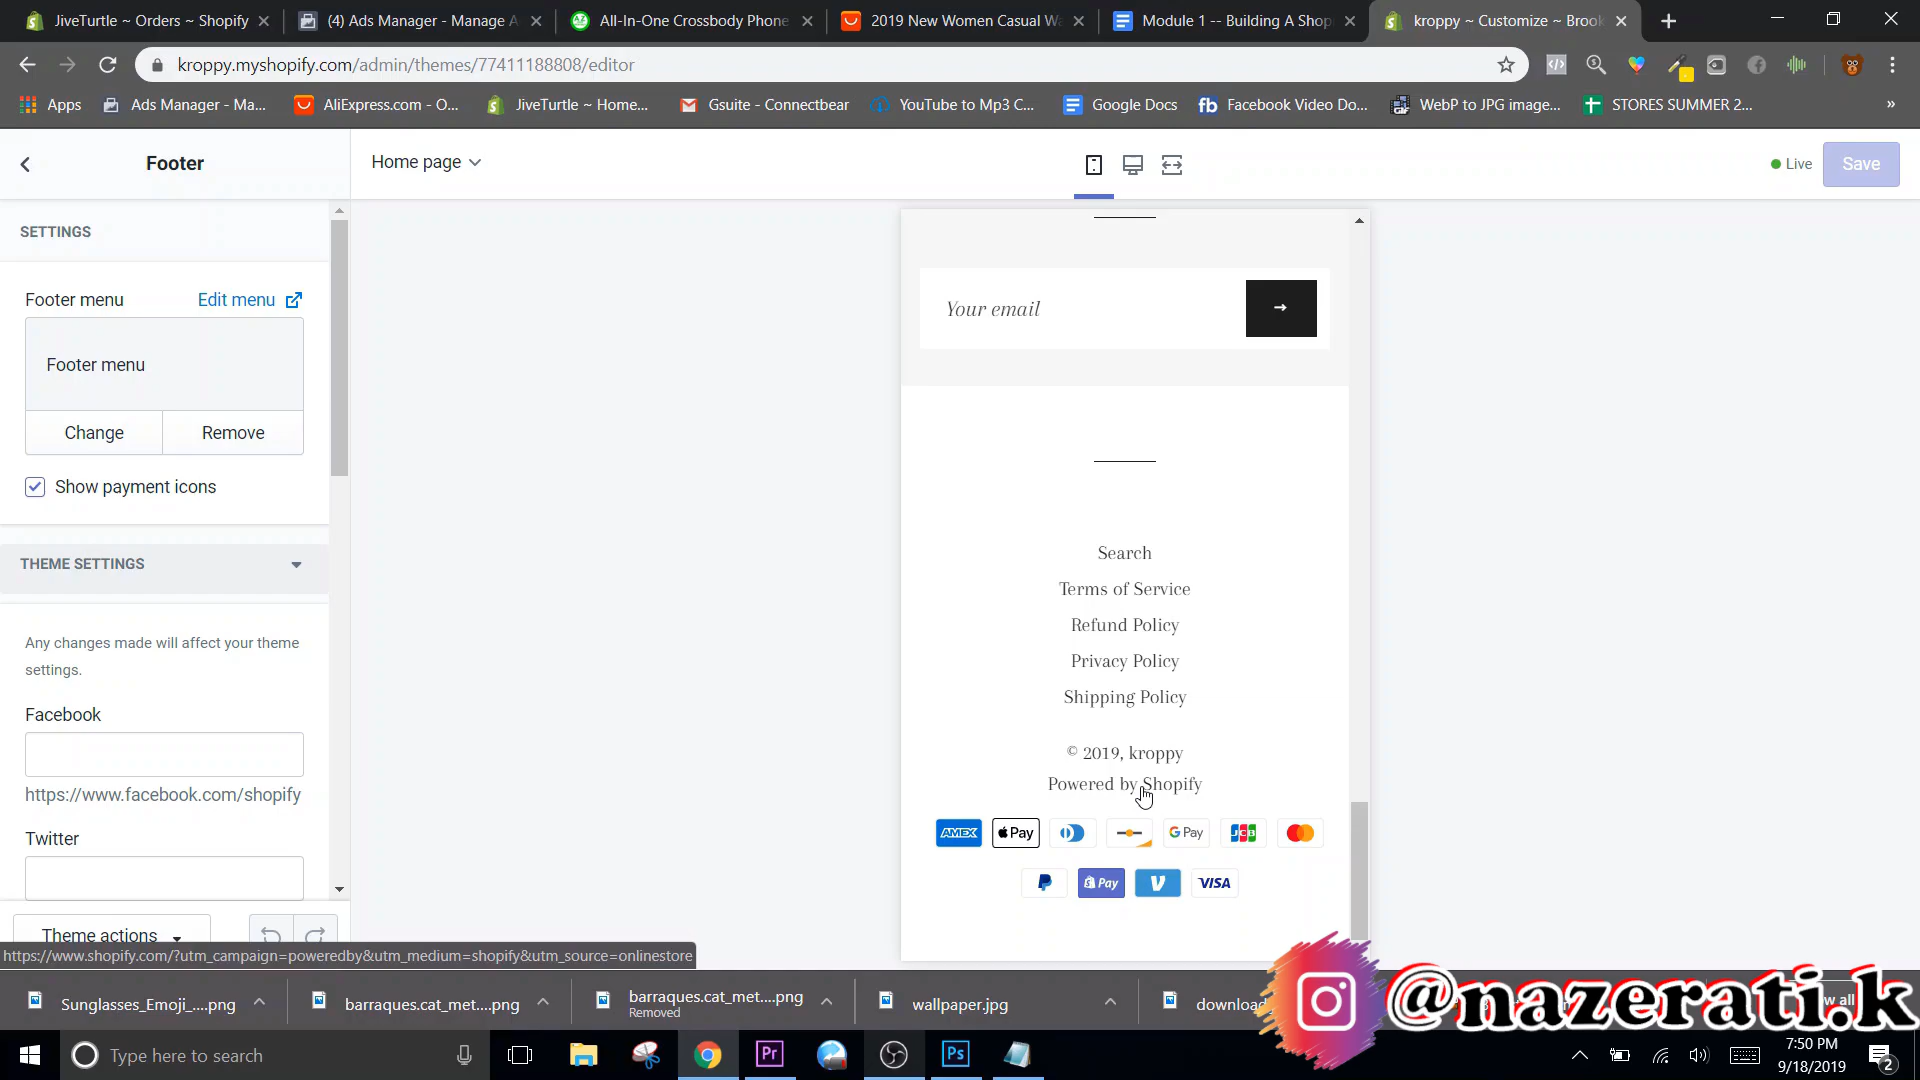 JiveTurtle ~ Orders ~ Shopify
(4) Ads Manager - Manage A
All-In-One Crossbody Phone
2019 New Women Casual Wa
Module 1 -- Building A Shop
kroppy ~ Customize ~ Brook
kroppy.myshopify.com/admin/themes/77411188808/editor
Apps
Ads Manager - Ma...
AliExpress.com - O...
JiveTurtle ~ Home...
Gsuite - Connectbear
YouTube to Mp3 C...
Google Docs
Facebook Video Do...
WebP to JPG image...
STORES SUMMER 2...
»
Footer
Home page
Live
Save
SETTINGS
Footer menu
Edit menu
Footer menu
Change
Remove
Show payment icons
THEME SETTINGS
Any changes made will affect your theme
settings.
Facebook
https://www.facebook.com/shopify
Twitter
Theme actions
https://www.shopify.com/?utm_campaign=poweredby&utm_medium=shopify&utm_source=onlinestore
Your email
Search
Terms of Service
Refund Policy
Privacy Policy
Shipping Policy
© 2019, kroppy
Powered by Shopify
AMEX
Pay
G Pay
JCB
Pay
VISA
Sunglasses_Emoji_....png
barraques.cat_met....png
barraques.cat_met....png
Removed
wallpaper.jpg
download
@nazerati.k
Type here to search
Pr
Ps
7:50 PM
9/18/2019
2